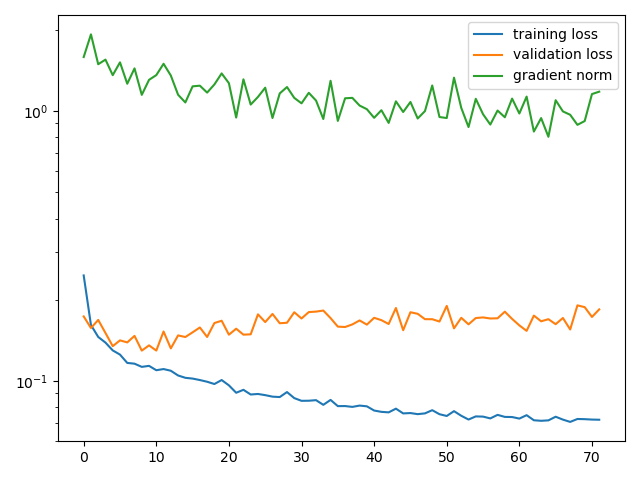 training loss
validation loss
gradient norm
10⁰
10⁻¹
0 10 20 30 40 50 60 70